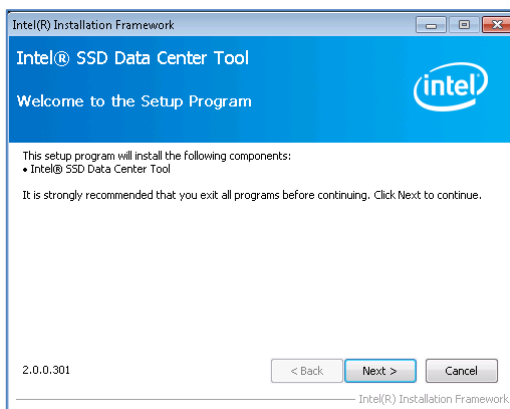 Intel(R) Installation Framework
Intel® SSD Data Center Tool
Welcome to the Setup Program
intel
This setup program will install the following components:
• Intel® SSD Data Center Tool
It is strongly recommended that you exit all programs before continuing. Click Next to continue.
2.0.0.301
< Back
Next >
Cancel
Intel(R) Installation Framework